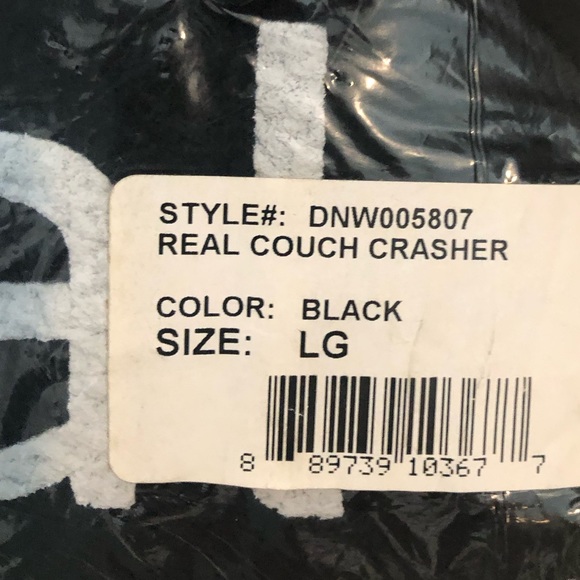 STYLE#: DNW005807
REAL COUCH CRASHER
COLOR: BLACK
SIZE: LG
8 89739 10367 7